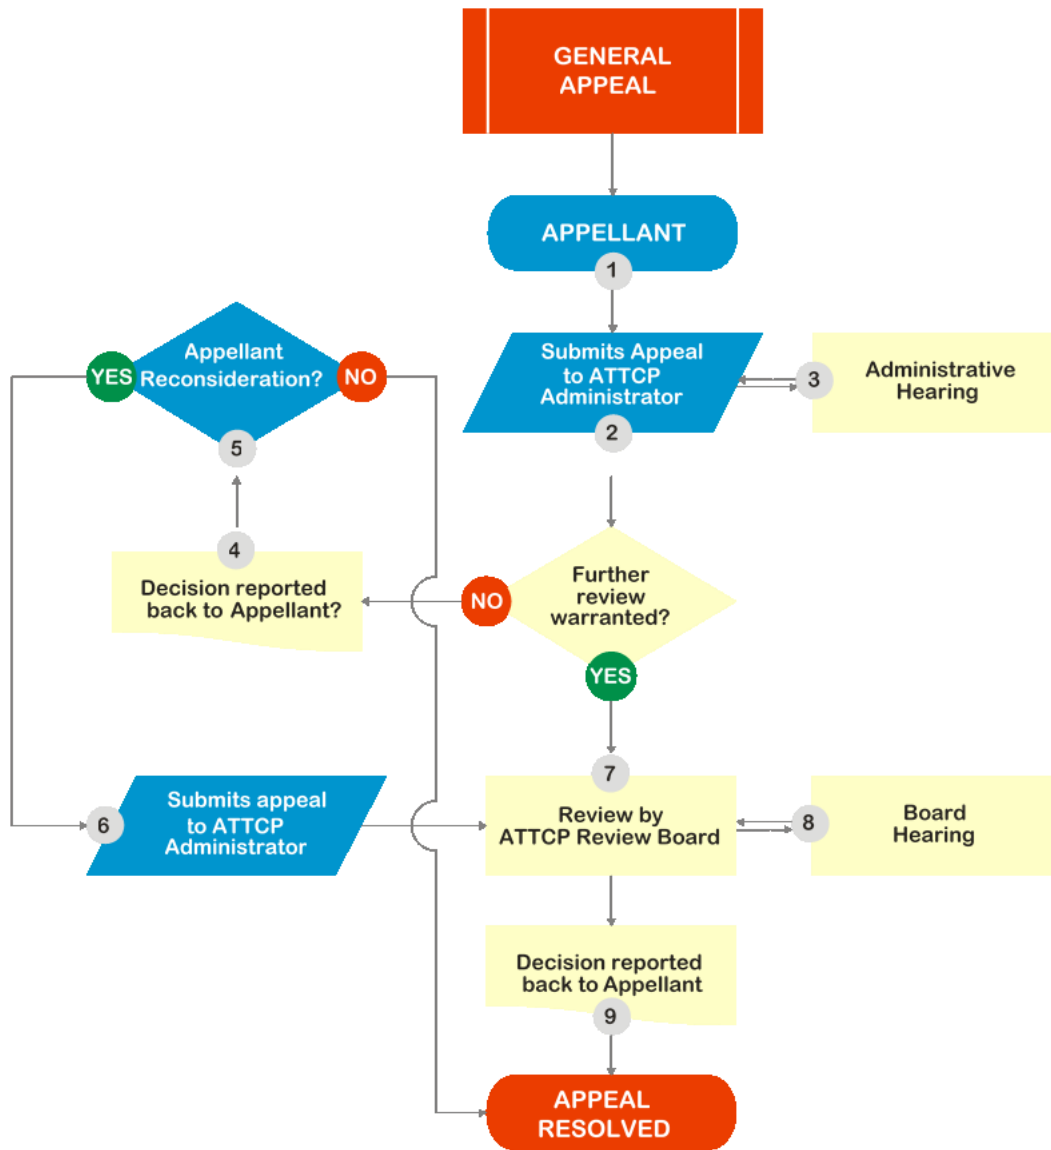 GENERAL
APPEAL
APPELLANT
1
Submits Appeal
to ATTCP
Administrator
2
3
Administrative
Hearing
Appellant
Reconsideration?
YES
NO
5
4
Decision reported
back to Appellant?
NO
Further
review
warranted?
YES
6
Submits appeal
to ATTCP
Administrator
7
Review by
ATTCP Review Board
8
Board
Hearing
Decision reported
back to Appellant
9
APPEAL
RESOLVED